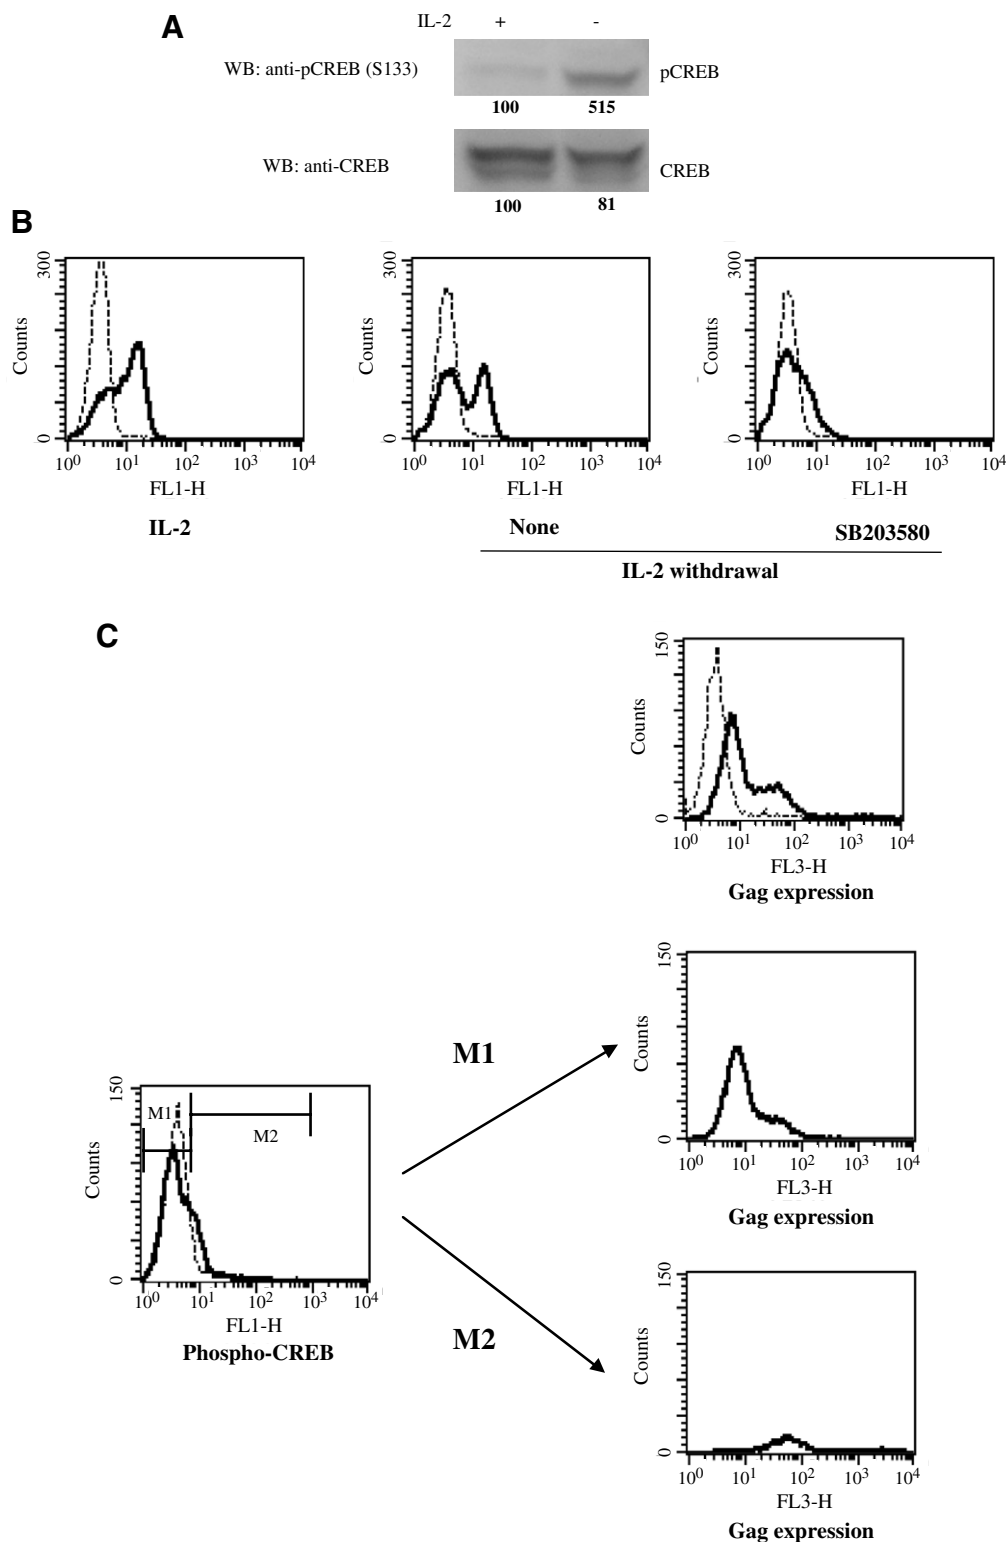 A
IL-2 + -
WB: anti-pCREB (S133) pCREB
100 515
WB: anti-CREB CREB
100 81
B
300 300 300
Counts Counts Counts
0 0 0
10^0 10^1 10^2 10^3 10^4 10^0 10^1 10^2 10^3 10^4 10^0 10^1 10^2 10^3 10^4
FL1-H FL1-H FL1-H
IL-2 None SB203580
IL-2 withdrawal
C
150
Counts
0
10^0 10^1 10^2 10^3 10^4
FL3-H
Gag expression
150
Counts
0
10^0 10^1 10^2 10^3 10^4
FL3-H
Gag expression
M1
150
M1
M2
Counts
0
10^0 10^1 10^2 10^3 10^4
FL1-H
Phospho-CREB
M2
150
Counts
0
10^0 10^1 10^2 10^3 10^4
FL3-H
Gag expression